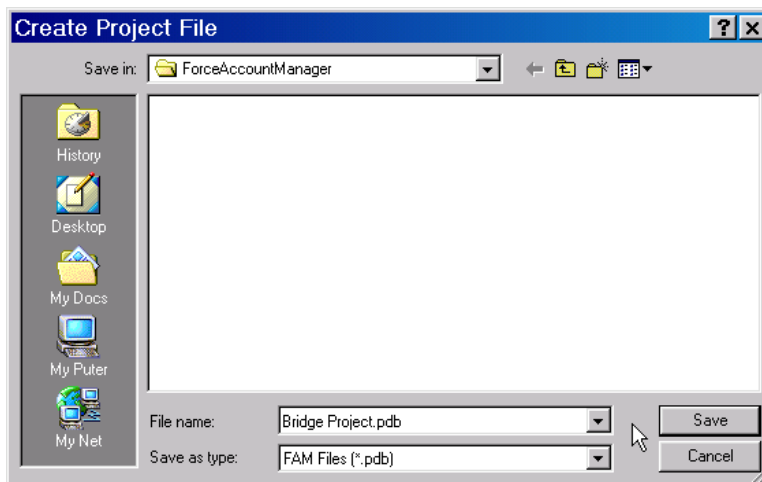 Create Project File
Save in: ForceAccountManager
History
Desktop
My Docs
My Puter
My Net
File name: Bridge Project.pdb Save
Save as type: FAM Files (*.pdb) Cancel